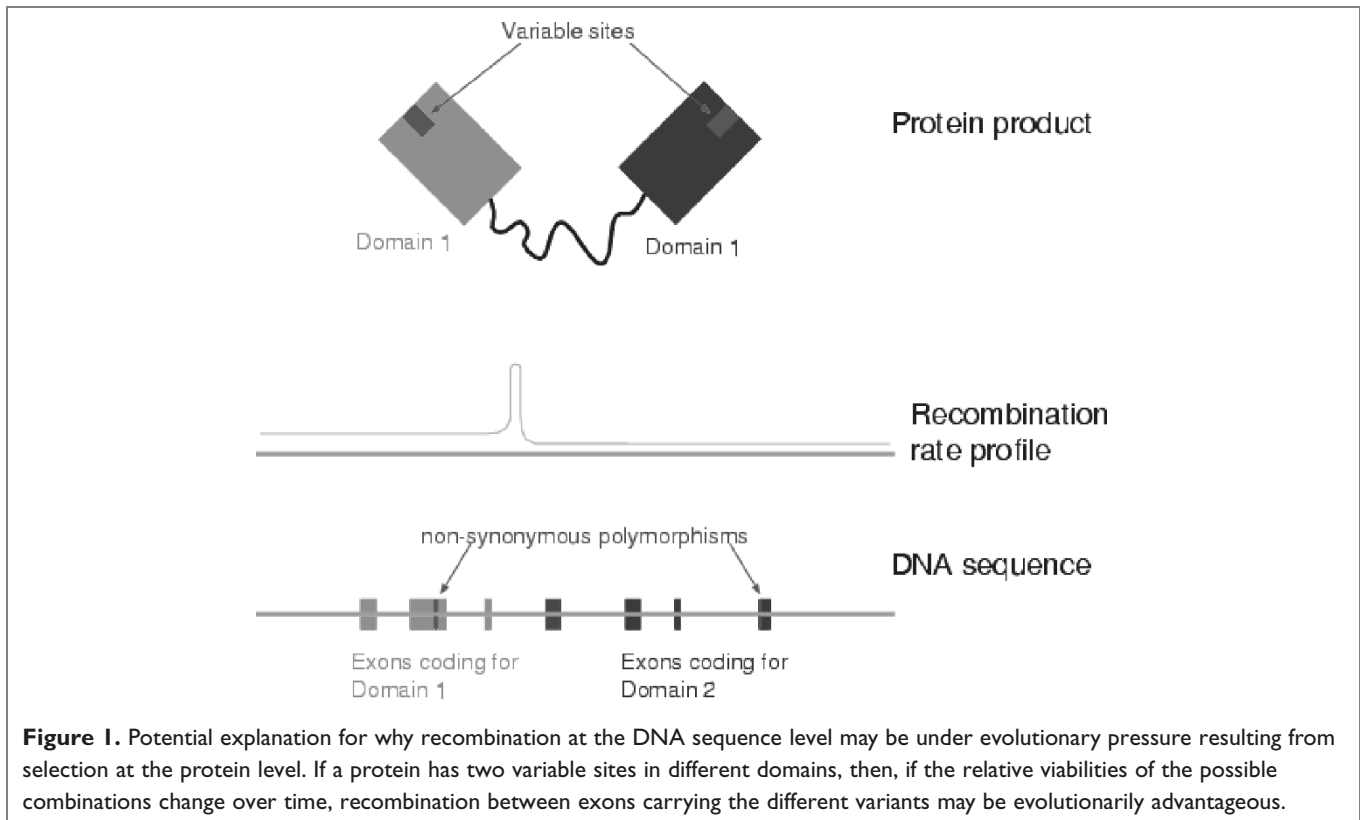 Variable sites
Protein product
Domain 1
Domain 1
Recombination
rate profile
non-synonymous polymorphisms
DNA sequence
Exons coding for
Domain 1
Exons coding for
Domain 2
Figure 1. Potential explanation for why recombination at the DNA sequence level may be under evolutionary pressure resulting from
selection at the protein level. If a protein has two variable sites in different domains, then, if the relative viabilities of the possible
combinations change over time, recombination between exons carrying the different variants may be evolutionarily advantageous.